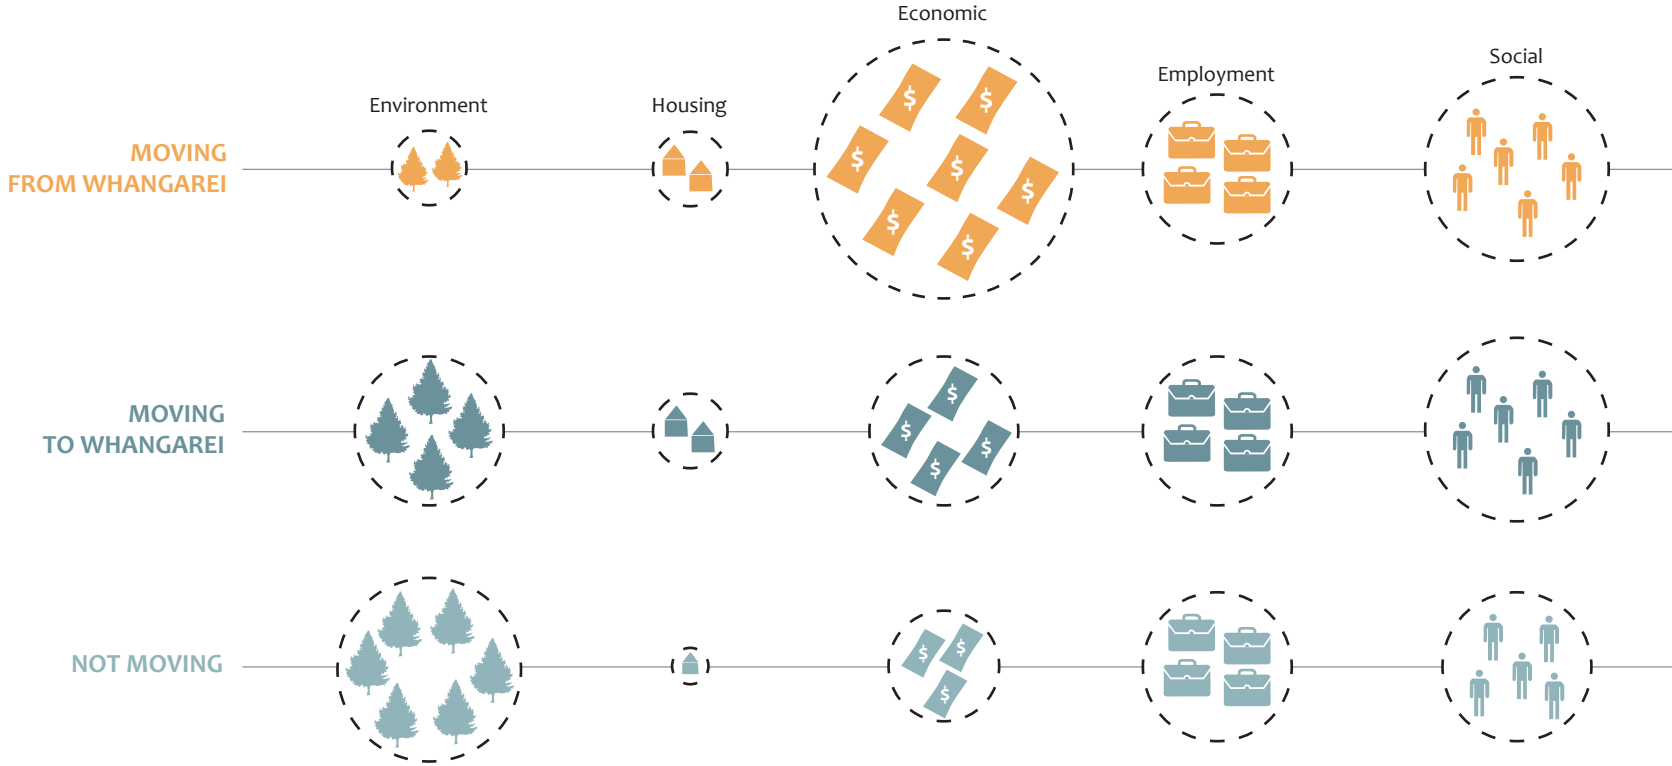 Economic
Social
Employment
Environment
Housing
MOVING
FROM WHANGAREI
$
$
$
$
$
$
$
MOVING
TO WHANGAREI
$
$
$
$
NOT MOVING
$
$
$